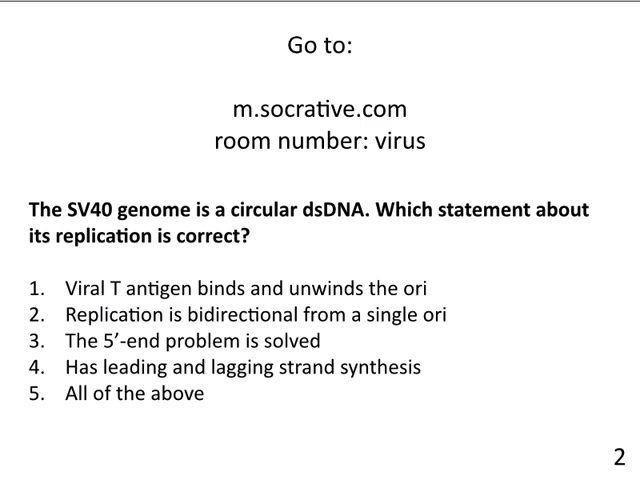 Go to:
m.socrative.com
room number: virus
The SV40 genome is a circular dsDNA. Which statement about
its replication is correct?
1. Viral T antigen binds and unwinds the ori
2. Replication is bidirectional from a single ori
3. The 5’-end problem is solved
4. Has leading and lagging strand synthesis
5. All of the above
2